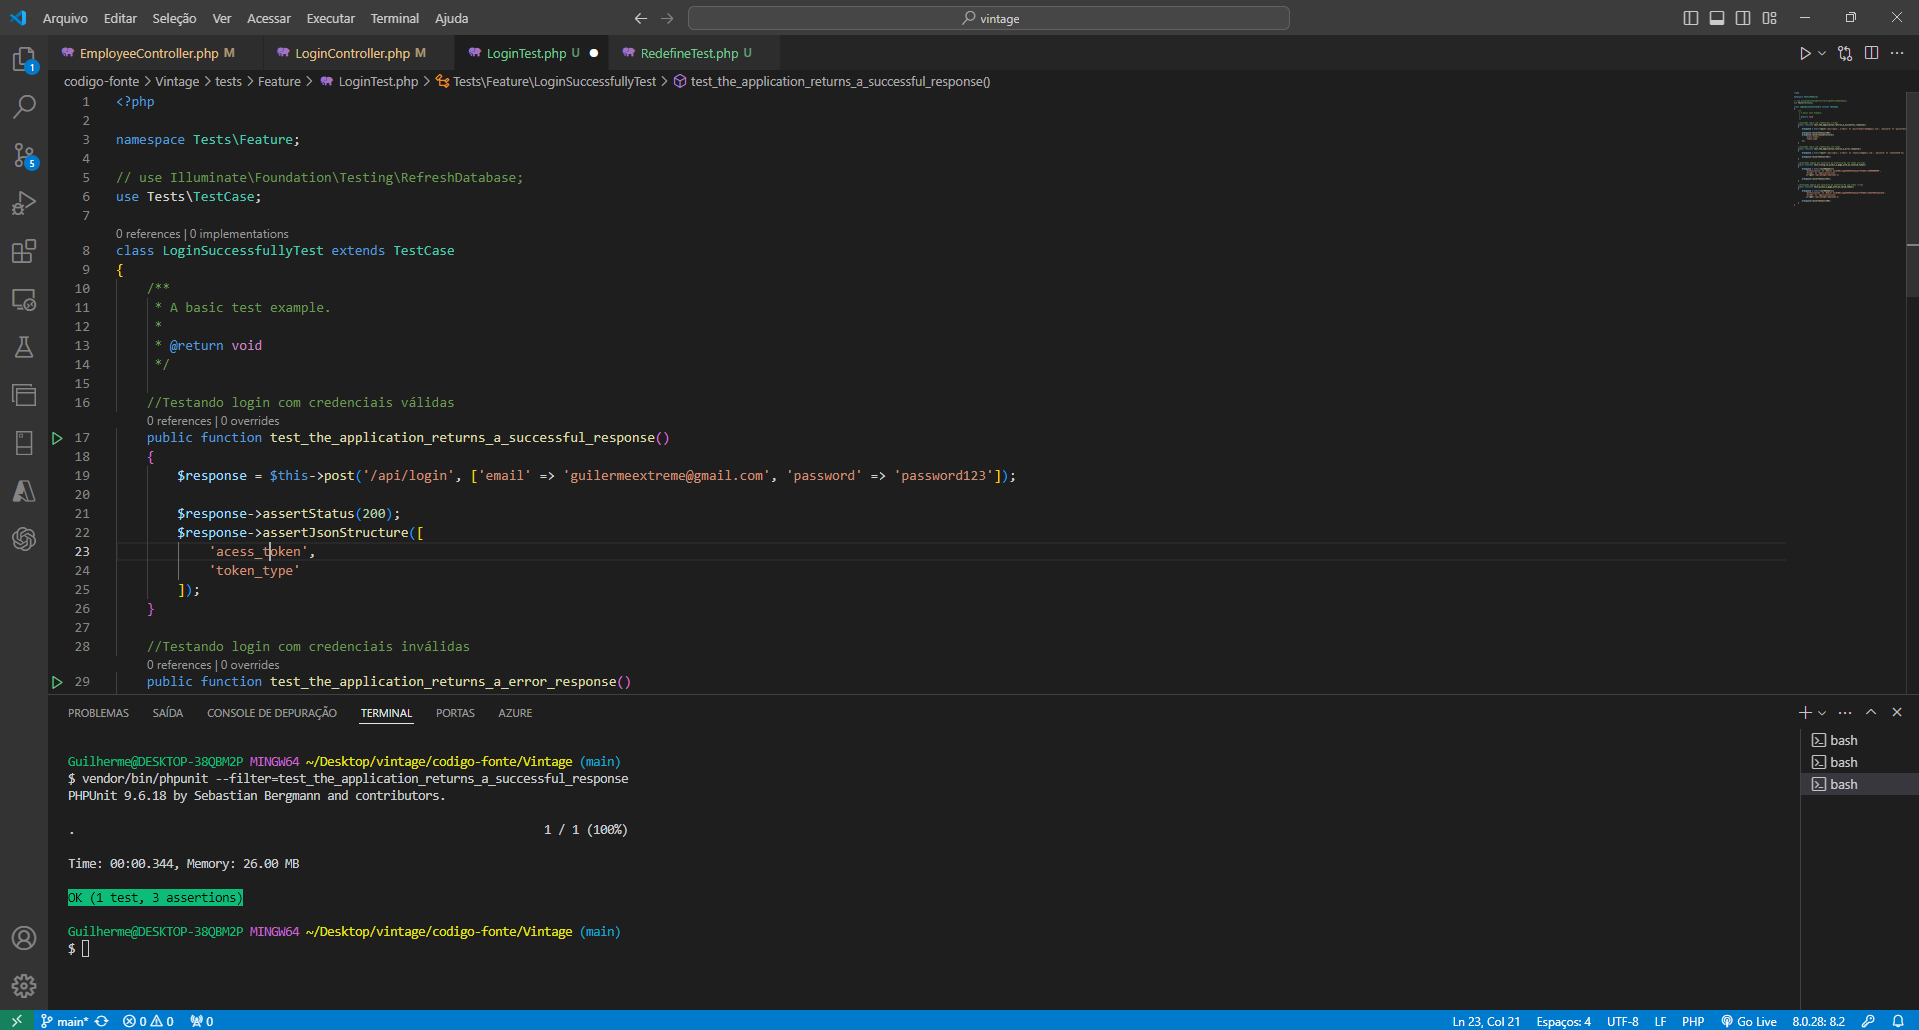 Arquivo Editar Seleção Ver Acessar Executar Terminal Ajuda vintage
EmployeeController.php M LoginController.php M LoginTest.php U RedefineTest.php U
codigo-fonte > Vintage > tests > Feature > LoginTest.php > Tests\Feature\LoginSuccessfullyTest > test_the_application_returns_a_successful_response()
1 <?php
2
3 namespace Tests\Feature;
4
5 // use Illuminate\Foundation\Testing\RefreshDatabase;
6 use Tests\TestCase;
7
0 references | 0 implementations
8 class LoginSuccessfullyTest extends TestCase
9 {
10 /**
11 * A basic test example.
12 *
13 * @return void
14 */
15
16 //Testando login com credenciais válidas
0 references | 0 overrides
17 public function test_the_application_returns_a_successful_response()
18 {
19 $response = $this->post('/api/login', ['email' => 'guilermeextreme@gmail.com', 'password' => 'password123']);
20
21 $response->assertStatus(200);
22 $response->assertJsonStructure([
23 'acess_token',
24 'token_type'
25 ]);
26 }
27
28 //Testando login com credenciais inválidas
0 references | 0 overrides
29 public function test_the_application_returns_a_error_response()
1
5
PROBLEMAS SAÍDA CONSOLE DE DEPURAÇÃO TERMINAL PORTAS AZURE
Guilherme@DESKTOP-38QBM2P MINGW64 ~/Desktop/vintage/codigo-fonte/Vintage (main)
$ vendor/bin/phpunit --filter=test_the_application_returns_a_successful_response
PHPUnit 9.6.18 by Sebastian Bergmann and contributors.
. 1 / 1 (100%)
Time: 00:00.344, Memory: 26.00 MB
OK (1 test, 3 assertions)
Guilherme@DESKTOP-38QBM2P MINGW64 ~/Desktop/vintage/codigo-fonte/Vintage (main)
$
bash
bash
bash
main* 0 0 0 Ln 23, Col 21 Espaços: 4 UTF-8 LF PHP Go Live 8.0.28: 8.2